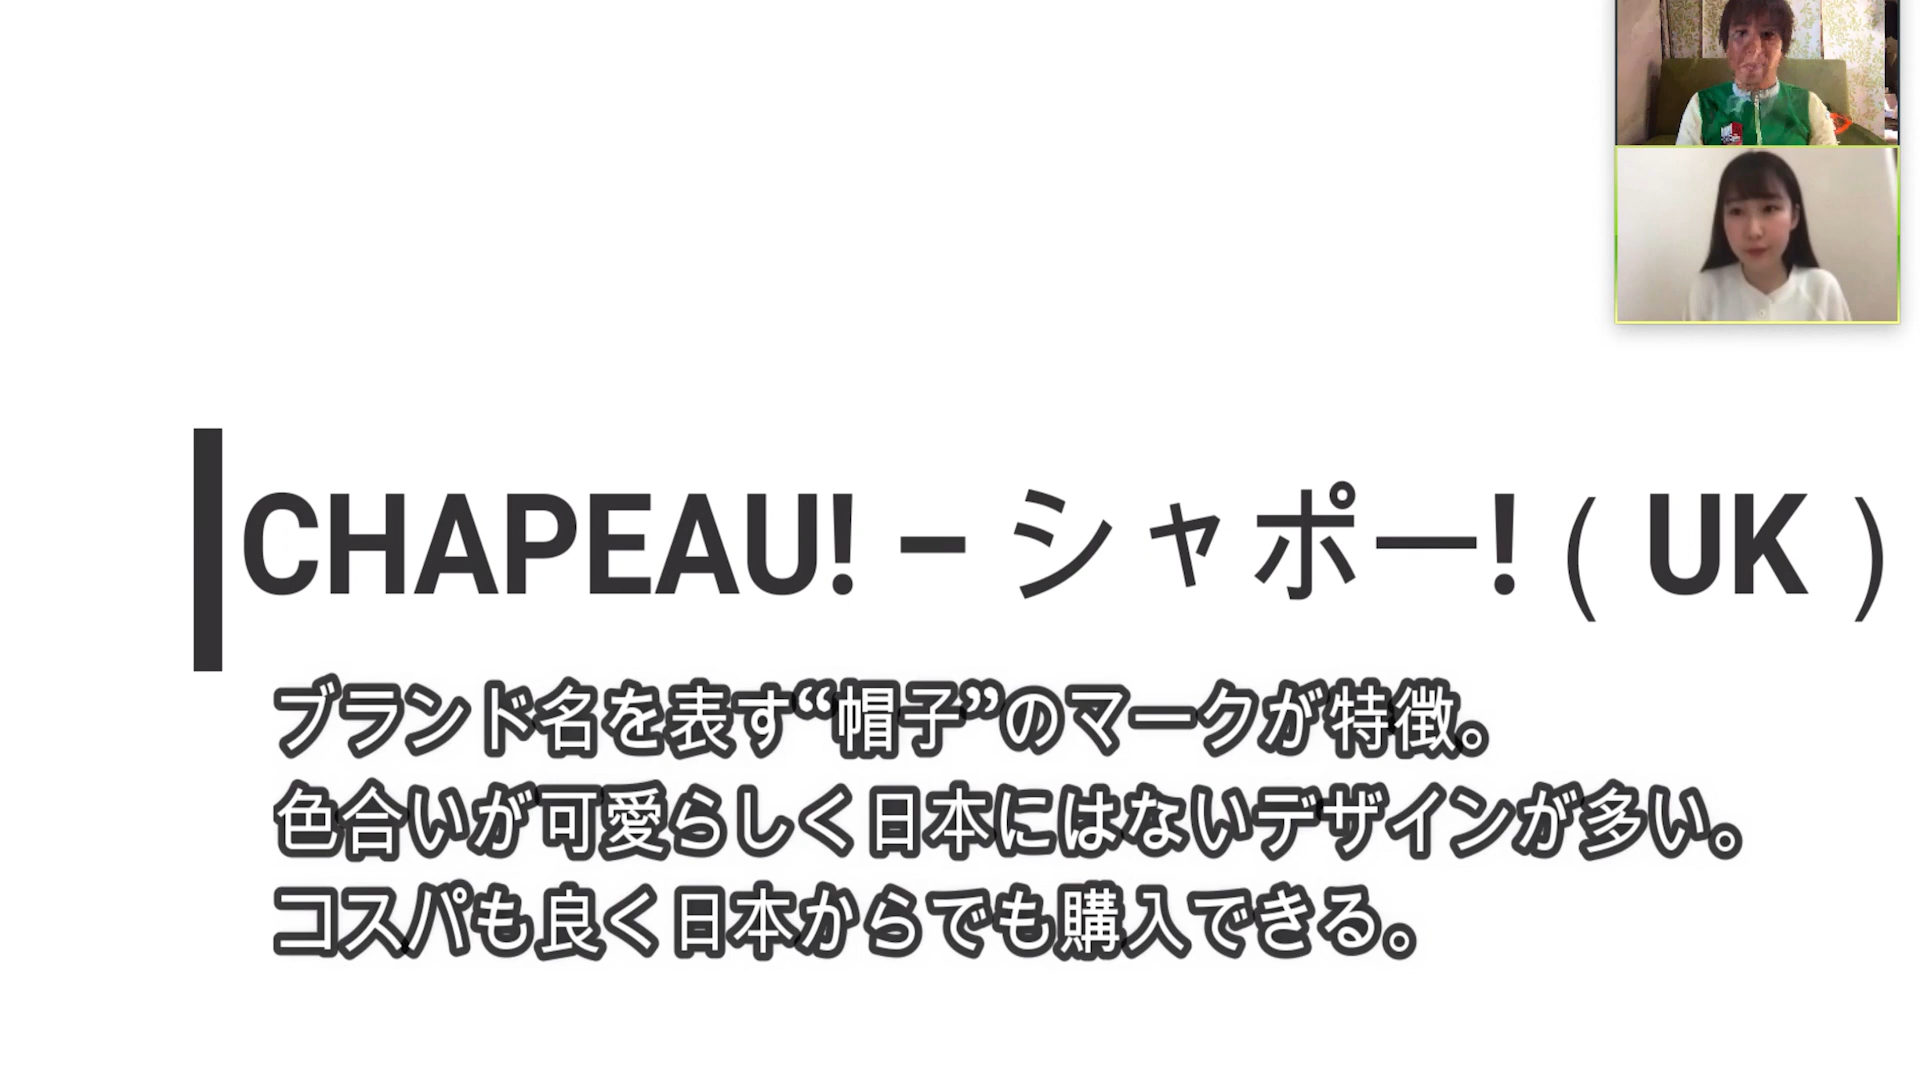 CHAPEAU! - シャポー! ( UK )
ブランド名を表す“帽子”のマークが特徴。
色合いが可愛らしく日本にはないデザインが多い。
コスパも良く日本からでも購入できる。